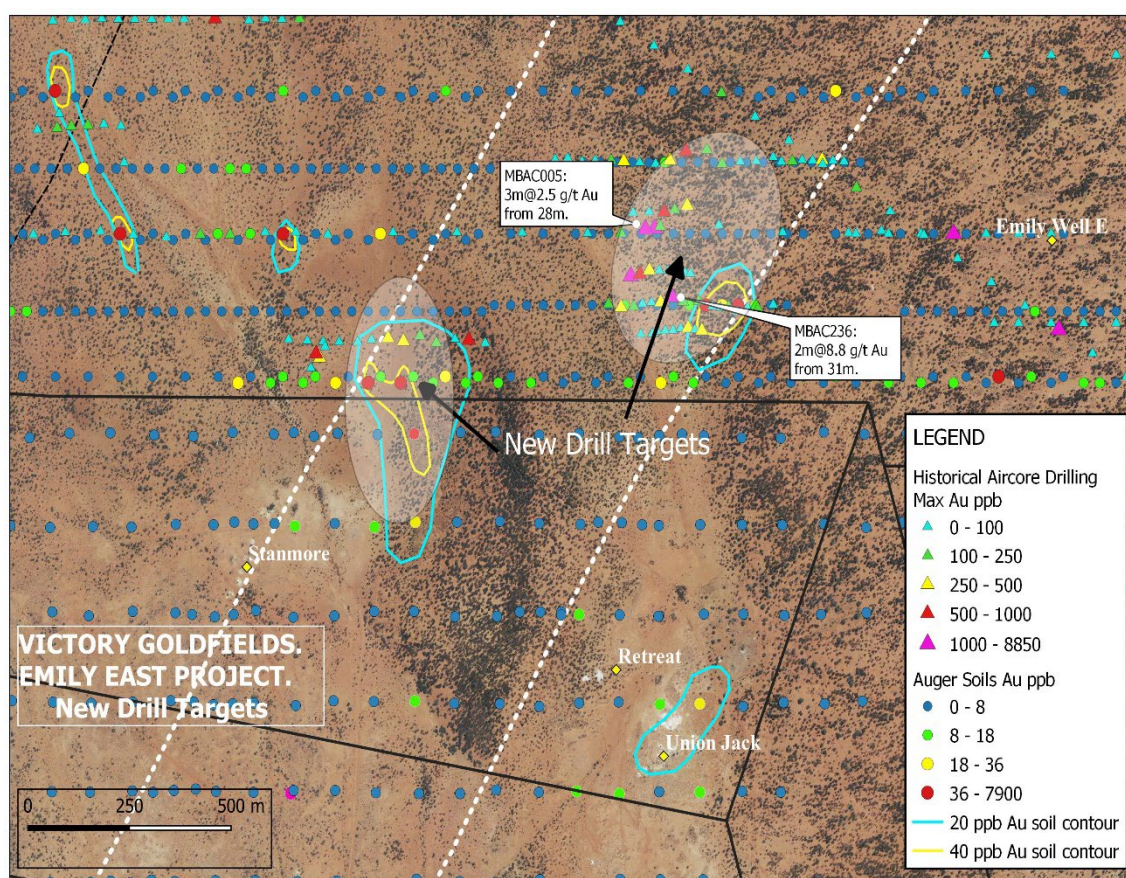 MBAC005:
3m@2.5 g/t Au
from 28m.
Emily Well E
MBAC236:
2m@8.8 g/t Au
from 31m.
New Drill Targets
Stanmore
Retreat
Union Jack
VICTORY GOLDFIELDS.
EMILY EAST PROJECT.
New Drill Targets
0 250 500 m
LEGEND
Historical Aircore Drilling
Max Au ppb
0 - 100
100 - 250
250 - 500
500 - 1000
1000 - 8850
Auger Soils Au ppb
0 - 8
8 - 18
18 - 36
36 - 7900
20 ppb Au soil contour
40 ppb Au soil contour